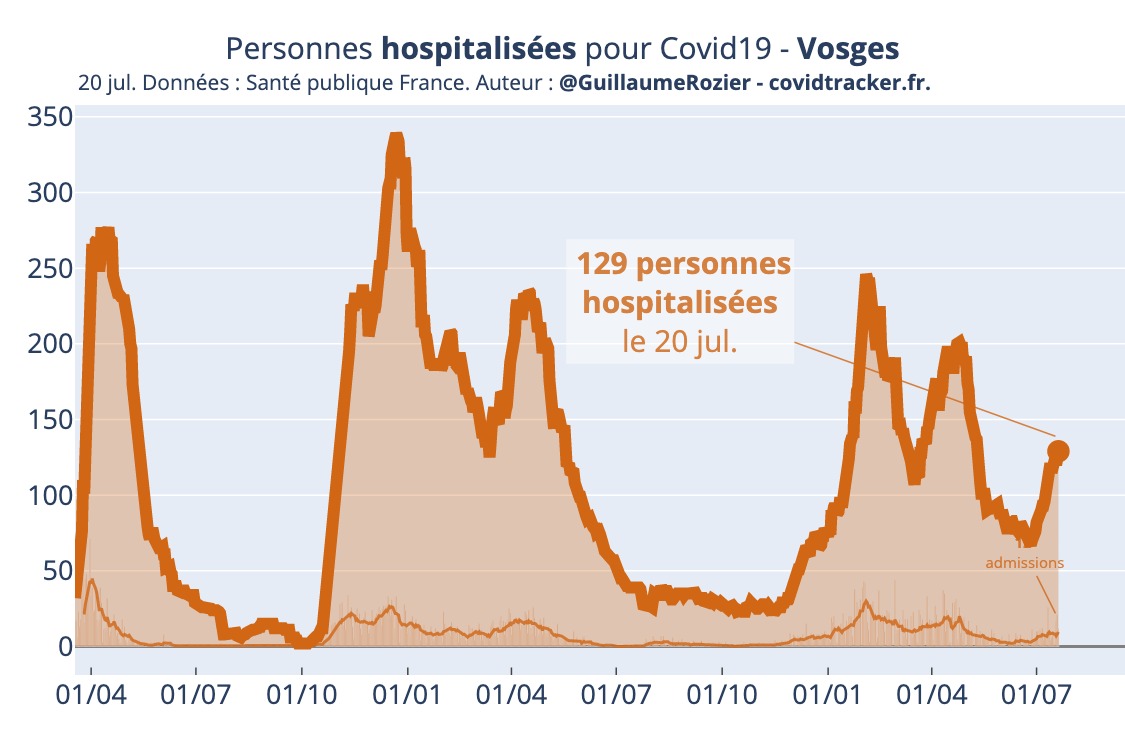 Personnes hospitalisées pour Covid19 - Vosges
20 jul. Données : Santé publique France. Auteur : @GuillaumeRozier - covidtracker.fr.
350
300
250
200
150
100
50
0
129 personnes
hospitalisées
le 20 jul.
admissions
01/04 01/07 01/10 01/01 01/04 01/07 01/10 01/01 01/04 01/07